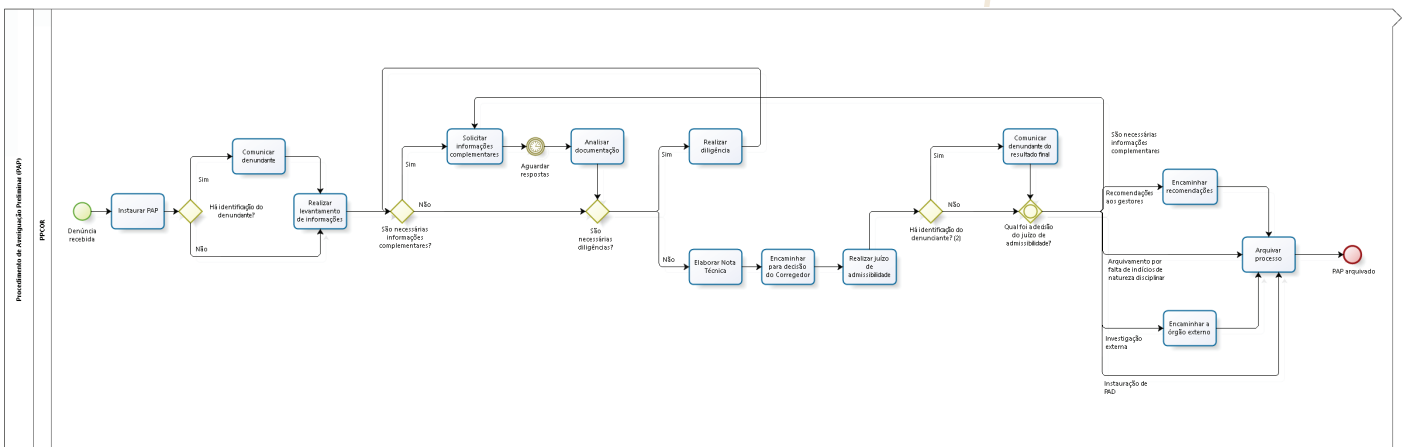 Procedimento de Averiguação Preliminar (PAP)
PPCOR
Denúncia
recebida
Instaurar PAP
Há identificação do
denunante?
Sim
Não
Comunicar
denundante
Realizar
levantamento
de informações
São necessárias
informações
complementares?
Sim
Não
Solicitar
informações
complementares
Aguardar
respostas
Analisar
documentação
São
necessárias
diligências?
Sim
Realizar
diligência
Não
Elaborar Nota
Técnica
Encaminhar
para decisão
do Corregedor
Realizar juízo
de
admissibilidade
Há identificação do
denunciante? (2)
Sim
Não
Comunicar
denunciante do
resultado final
Qual foi a decisão
do juízo de
admissibilidade?
São necessárias
informações
complementares
Recomendações
aos gestores
Encaminhar
recomendações
Arquivamento por
falta de indícios de
natureza disciplinar
Investigação
externa
Encaminhar a
órgão externo
Instauração de
PAD
Arquivar
processo
PAP arquivado